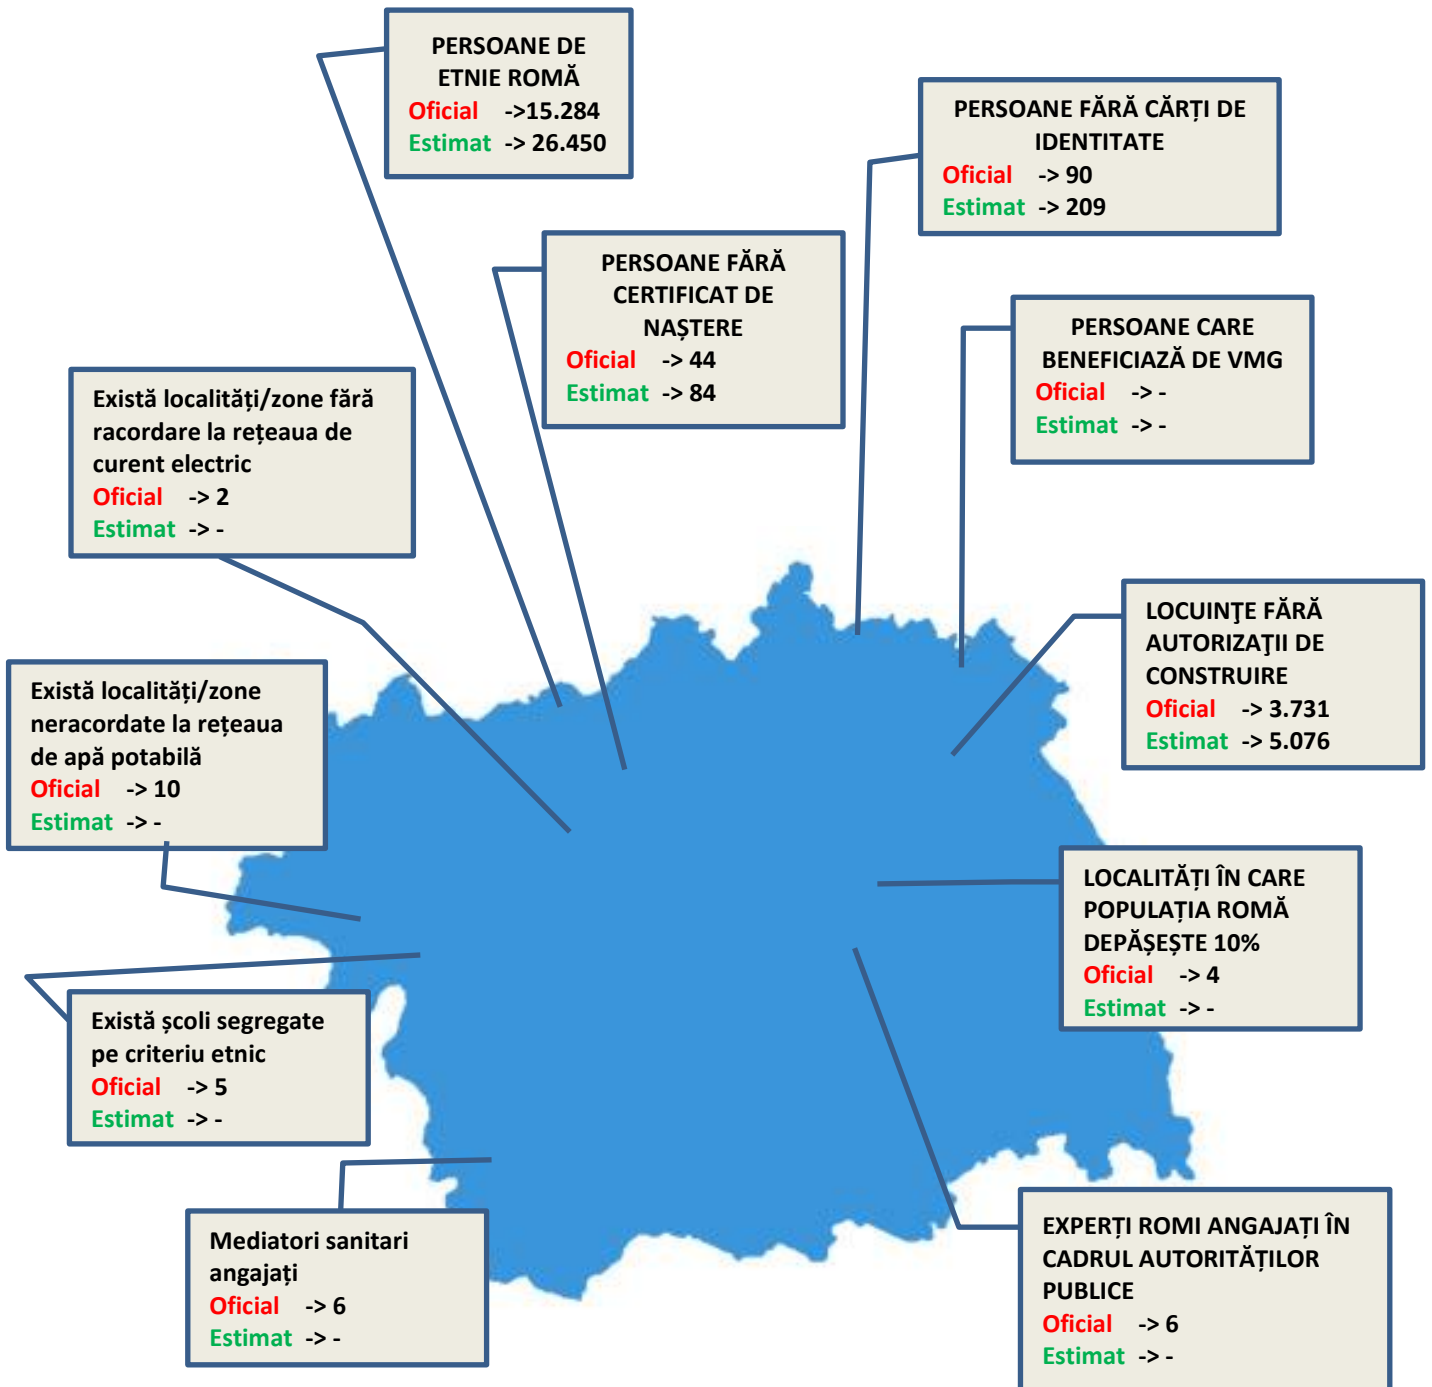 PERSOANE DE
ETNIE ROMĂ
Oficial ->15.284
Estimat -> 26.450
PERSOANE FĂRĂ CĂRȚI DE
IDENTITATE
Oficial -> 90
Estimat -> 209
PERSOANE FĂRĂ
CERTIFICAT DE
NAȘTERE
Oficial -> 44
Estimat -> 84
PERSOANE CARE
BENEFICIAZĂ DE VMG
Oficial -> -
Estimat -> -
Există localități/zone fără
racordare la rețeaua de
curent electric
Oficial -> 2
Estimat -> -
LOCUINŢE FĂRĂ
AUTORIZAŢII DE
CONSTRUIRE
Oficial -> 3.731
Estimat -> 5.076
Există localități/zone
neracordate la rețeaua
de apă potabilă
Oficial -> 10
Estimat -> -
LOCALITĂȚI ÎN CARE
POPULAȚIA ROMĂ
DEPĂȘEȘTE 10%
Oficial -> 4
Estimat -> -
Există școli segregate
pe criteriu etnic
Oficial -> 5
Estimat -> -
Mediatori sanitari
angajați
Oficial -> 6
Estimat -> -
EXPERȚI ROMI ANGAJAȚI ÎN
CADRUL AUTORITĂȚILOR
PUBLICE
Oficial -> 6
Estimat -> -